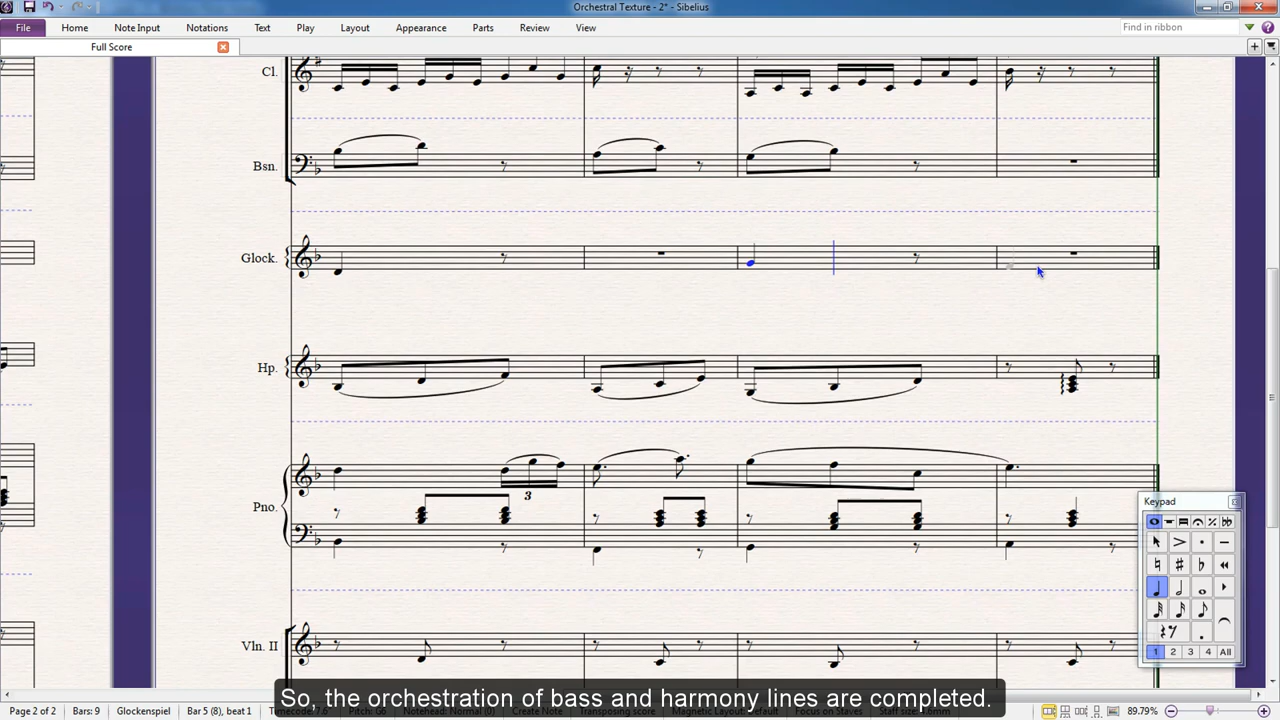 Orchestral Texture - 2* - Sibelius
File Home Note Input Notations Text Play Layout Appearance Parts Review View Find in ribbon
Full Score
Cl.
Bsn.
Glock.
Hp.
Pno.
3
Keypad
1 2 3 4 All
Vln. II
So, the orchestration of bass and harmony lines are completed.
Page 2 of 2 Bars: 9 Glockenspiel Bar 5 (8), beat 1 89.79%